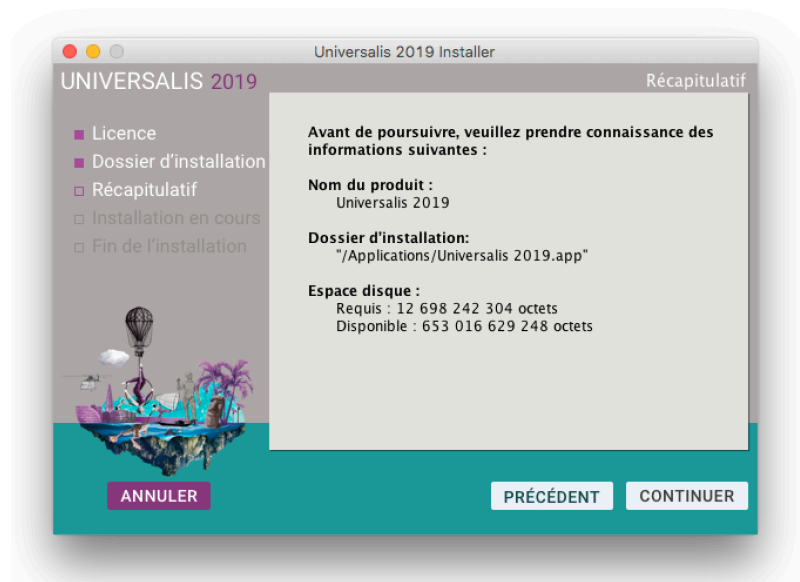 Universalis 2019 Installer
UNIVERSALIS 2019
Récapitulatif
Licence
Dossier d'installation
Récapitulatif
Installation en cours
Fin de l'installation
Avant de poursuivre, veuillez prendre connaissance des
informations suivantes :
Nom du produit :
Universalis 2019
Dossier d'installation:
"/Applications/Universalis 2019.app"
Espace disque :
Requis : 12 698 242 304 octets
Disponible : 653 016 629 248 octets
ANNULER
PRÉCÉDENT
CONTINUER